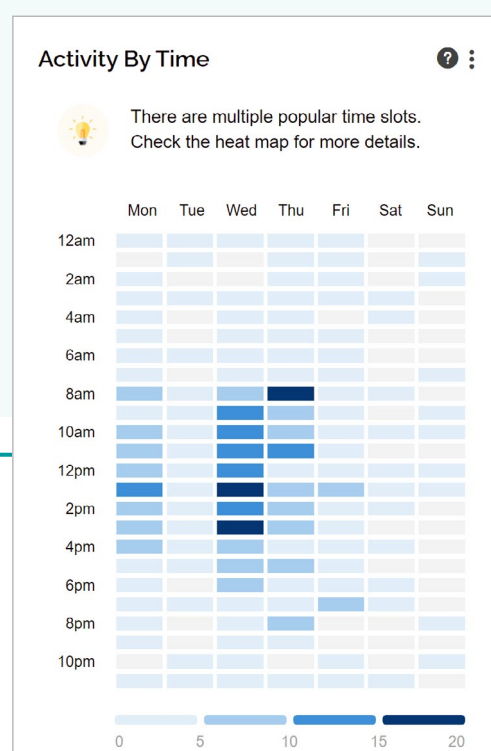 Activity By Time
?
There are multiple popular time slots.
Check the heat map for more details.
Mon Tue Wed Thu Fri Sat Sun
12am
2am
4am
6am
8am
10am
12pm
2pm
4pm
6pm
8pm
10pm
0 5 10 15 20